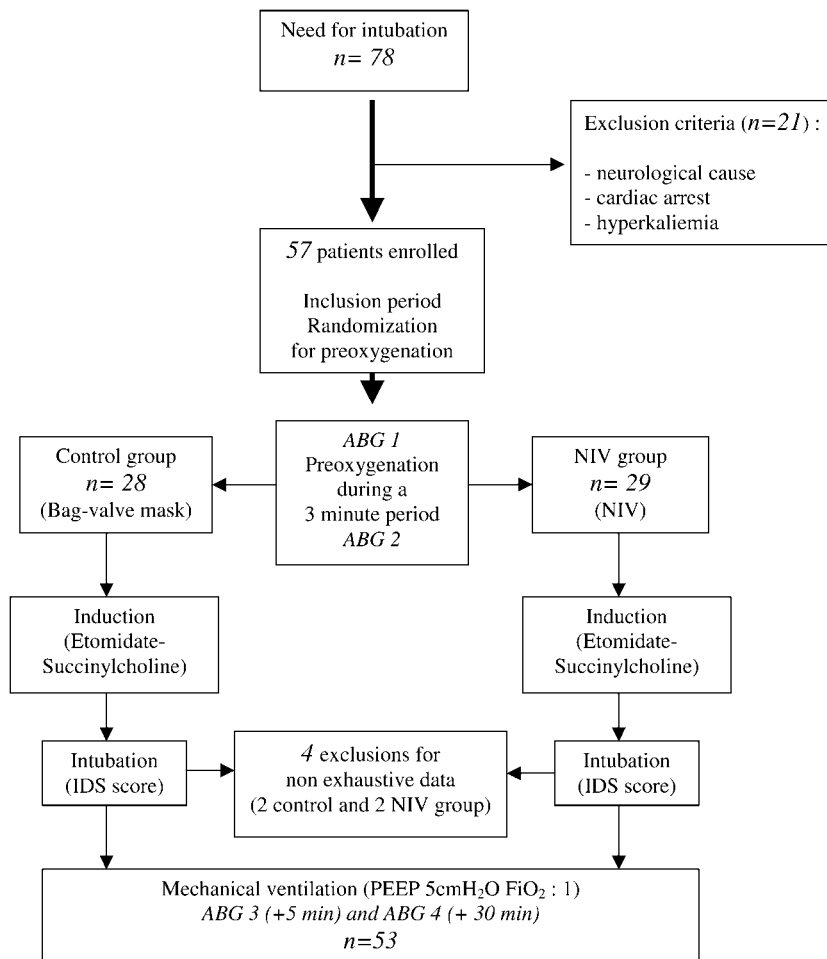 Need for intubation
n= 78
Exclusion criteria (n=21) :
- neurological cause
- cardiac arrest
- hyperkaliemia
57 patients enrolled
Inclusion period
Randomization
for preoxygenation
Control group
n= 28
(Bag-valve mask)
ABG 1
Preoxygenation
during a
3 minute period
ABG 2
NIV group
n= 29
(NIV)
Induction
(Etomidate-
Succinylcholine)
Induction
(Etomidate-
Succinylcholine)
Intubation
(IDS score)
4 exclusions for
non exhaustive data
(2 control and 2 NIV group)
Intubation
(IDS score)
Mechanical ventilation (PEEP 5cmH₂O FiO₂ : 1)
ABG 3 (+5 min) and ABG 4 (+ 30 min)
n=53